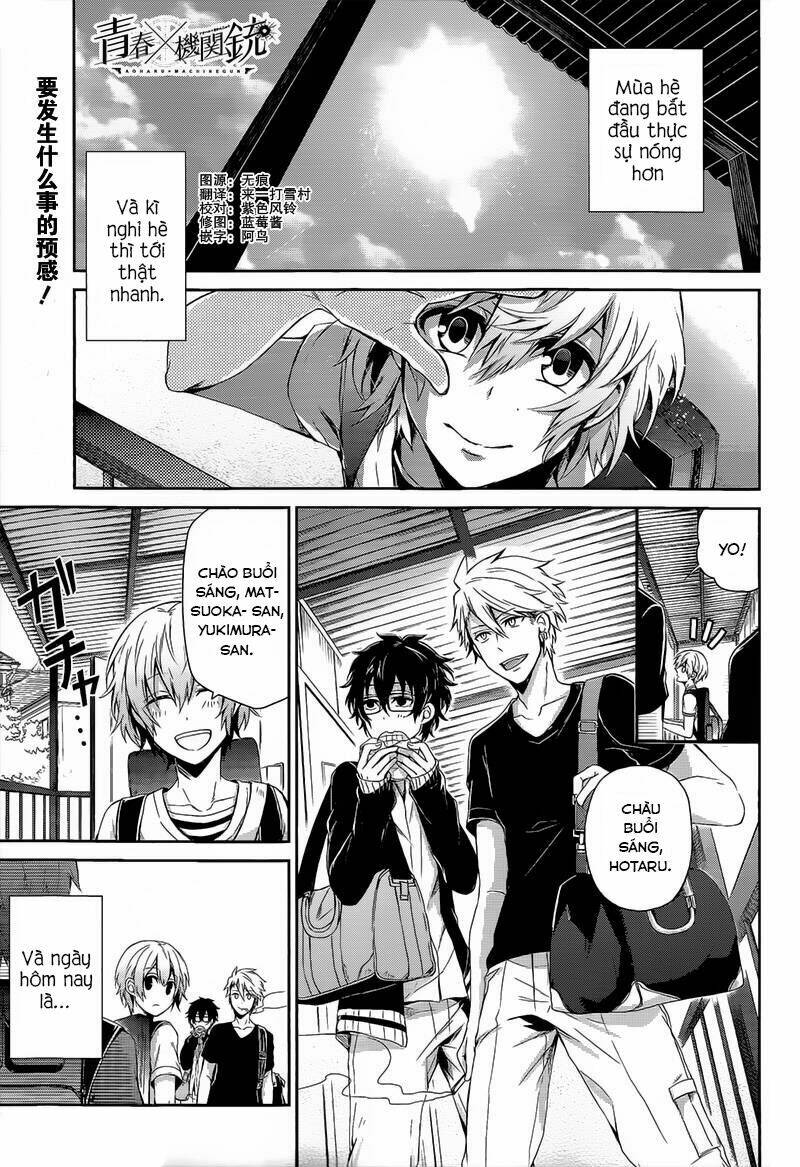 青春×機関銃
AOHARU×MACHINEGUN
Mùa hè
đang bắt
đầu thực
sự nóng
hơn
要发生什么事的预感！
图源：无痕
翻译：来一打雪村
校对：紫色风铃
修图：蓝莓酱
嵌字：阿鸟
Và kì
nghỉ hè
thì tới
thật
nhanh.
YO!
CHÀO BUỔI
SÁNG, MAT-
SUOKA- SAN,
YUKIMURA-
SAN.
ガチャ…
CHÀU
BUỔI
SÁNG,
HOTARU.
Và ngày
hôm nay
là...